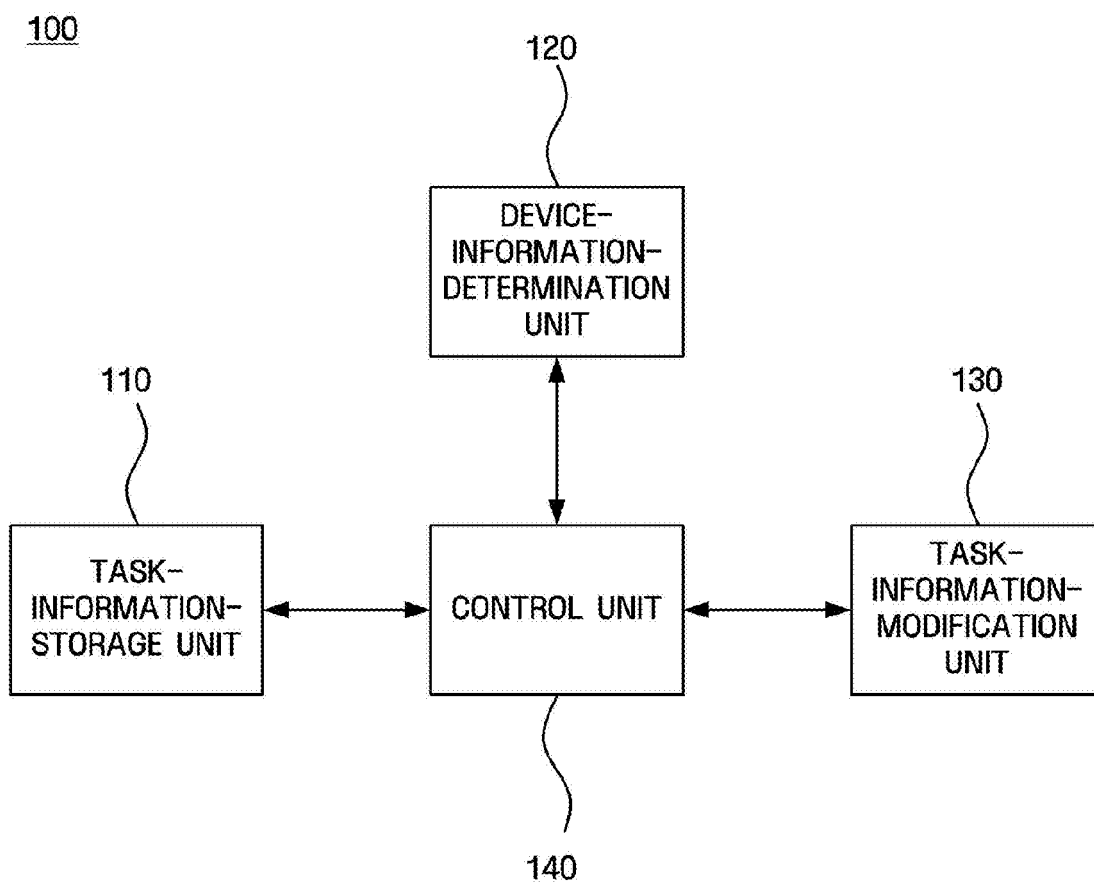 100
120
DEVICE-
INFORMATION-
DETERMINATION
UNIT
110
130
TASK-
INFORMATION-
STORAGE UNIT
CONTROL UNIT
TASK-
INFORMATION-
MODIFICATION
UNIT
140